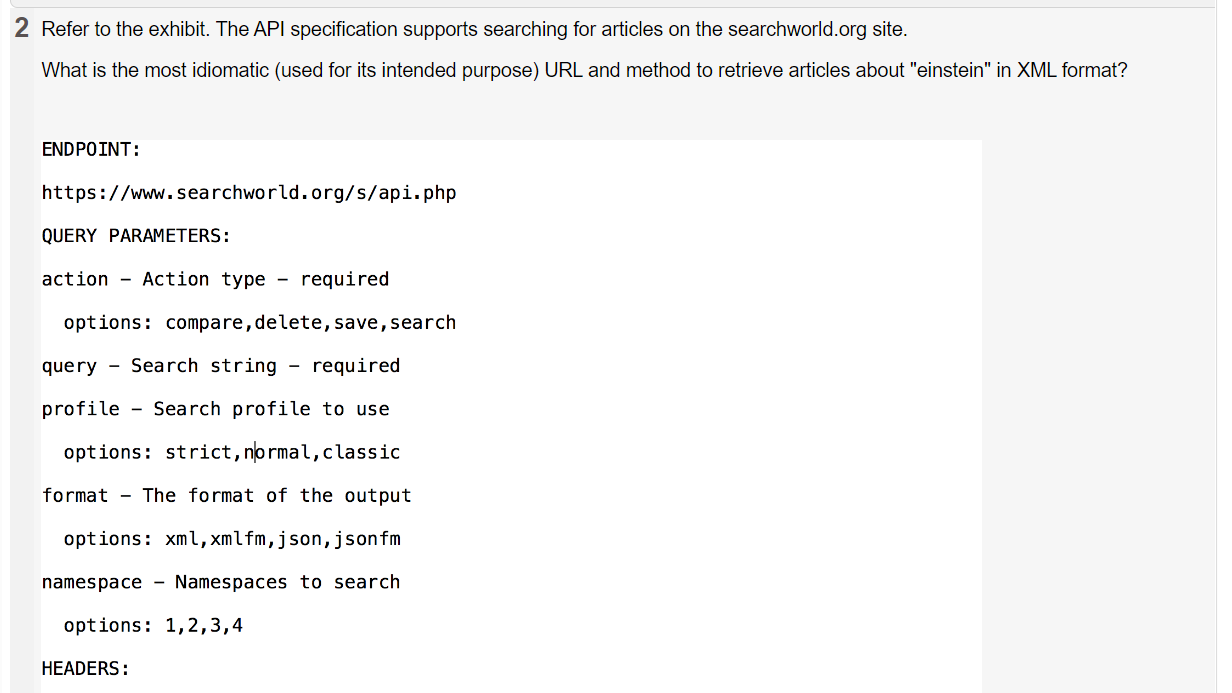 2 Refer to the exhibit. The API specification supports searching for articles on the searchworld.org site.
What is the most idiomatic (used for its intended purpose) URL and method to retrieve articles about "einstein" in XML format?
ENDPOINT:
https://www.searchworld.org/s/api.php
QUERY PARAMETERS:
action – Action type – required
options: compare,delete,save,search
query – Search string – required
profile – Search profile to use
options: strict,normal,classic
format – The format of the output
options: xml,xmlfm,json,jsonfm
namespace – Namespaces to search
options: 1,2,3,4
HEADERS: